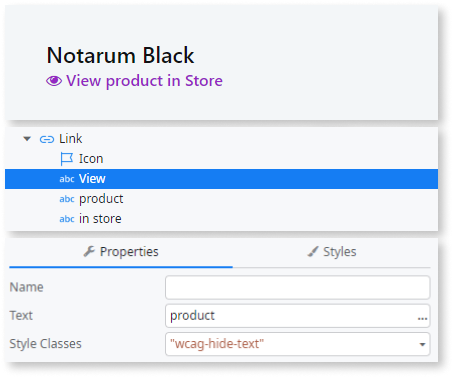 Notarum Black
View product in Store
Link
Icon
abc View
abc product
abc in store
Properties Styles
Name
Text product ...
Style Classes "wcag-hide-text"